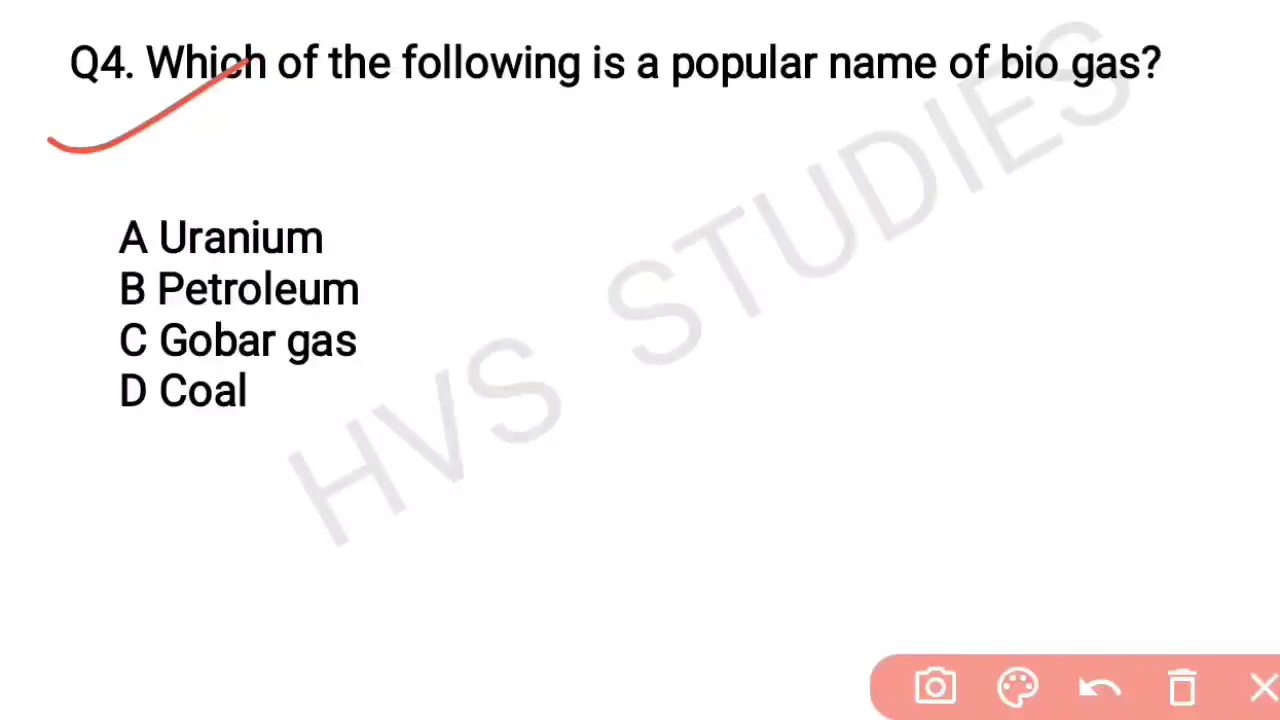 Q4. Which of the following is a popular name of bio gas?
A Uranium
B Petroleum
C Gobar gas
D Coal
HVS STUDIES